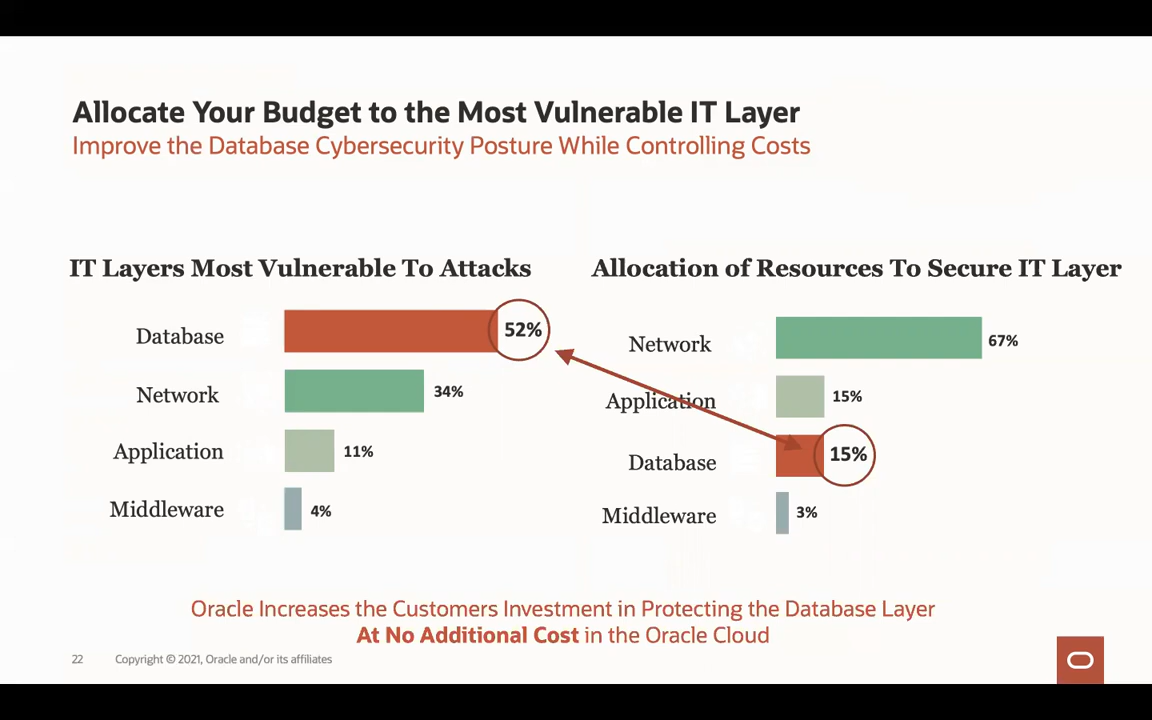 Allocate Your Budget to the Most Vulnerable IT Layer
Improve the Database Cybersecurity Posture While Controlling Costs
IT Layers Most Vulnerable To Attacks
Database 52%
Network 34%
Application 11%
Middleware 4%
Allocation of Resources To Secure IT Layer
Network 67%
Application 15%
Database 15%
Middleware 3%
Oracle Increases the Customers Investment in Protecting the Database Layer
At No Additional Cost in the Oracle Cloud
22 Copyright © 2021, Oracle and/or its affiliates